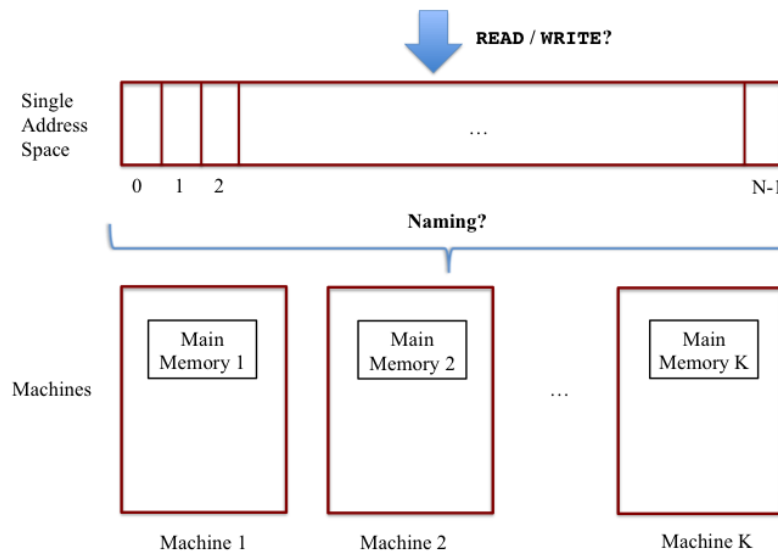 READ / WRITE?
Single
Address
Space
…
0 1 2 N-1
Naming?
Main
Memory 1
Main
Memory 2
Main
Memory K
Machines
…
Machine 1 Machine 2 Machine K